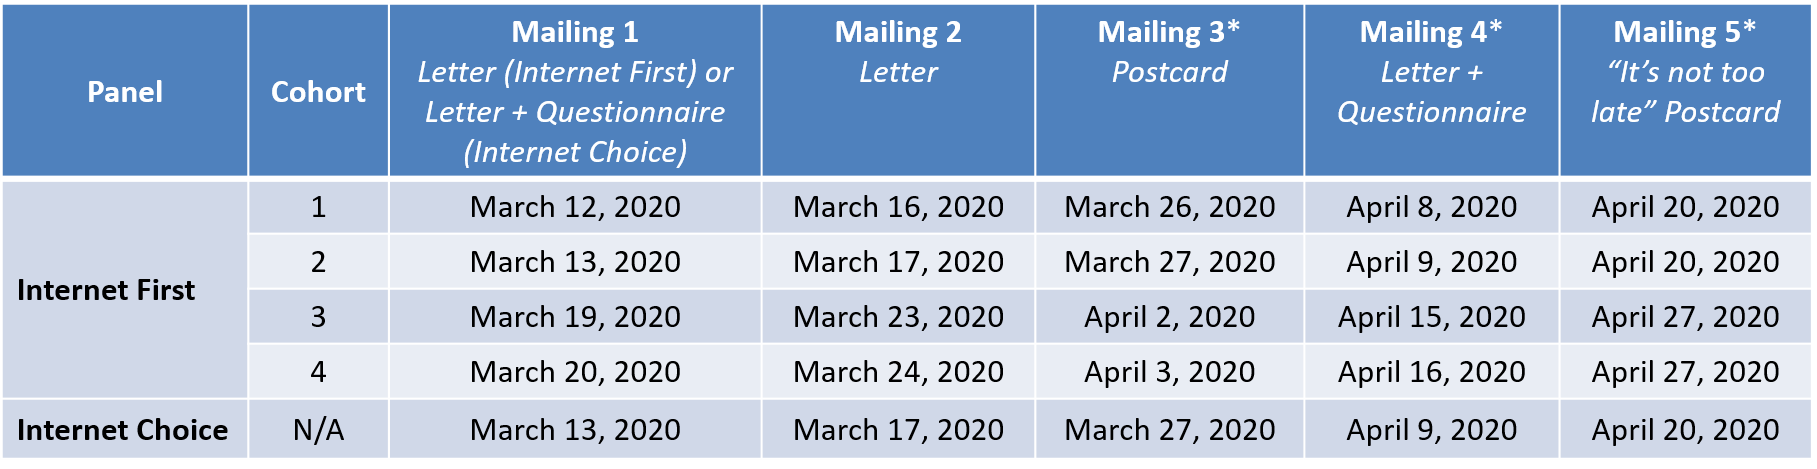 Panel
Cohort
Mailing 1
Letter (Internet First) or
Letter + Questionnaire
(Internet Choice)
Mailing 2
Letter
Mailing 3*
Postcard
Mailing 4*
Letter +
Questionnaire
Mailing 5*
“It’s not too
late” Postcard
Internet First
1 March 12, 2020 March 16, 2020 March 26, 2020 April 8, 2020 April 20, 2020
2 March 13, 2020 March 17, 2020 March 27, 2020 April 9, 2020 April 20, 2020
3 March 19, 2020 March 23, 2020 April 2, 2020 April 15, 2020 April 27, 2020
4 March 20, 2020 March 24, 2020 April 3, 2020 April 16, 2020 April 27, 2020
Internet Choice N/A March 13, 2020 March 17, 2020 March 27, 2020 April 9, 2020 April 20, 2020